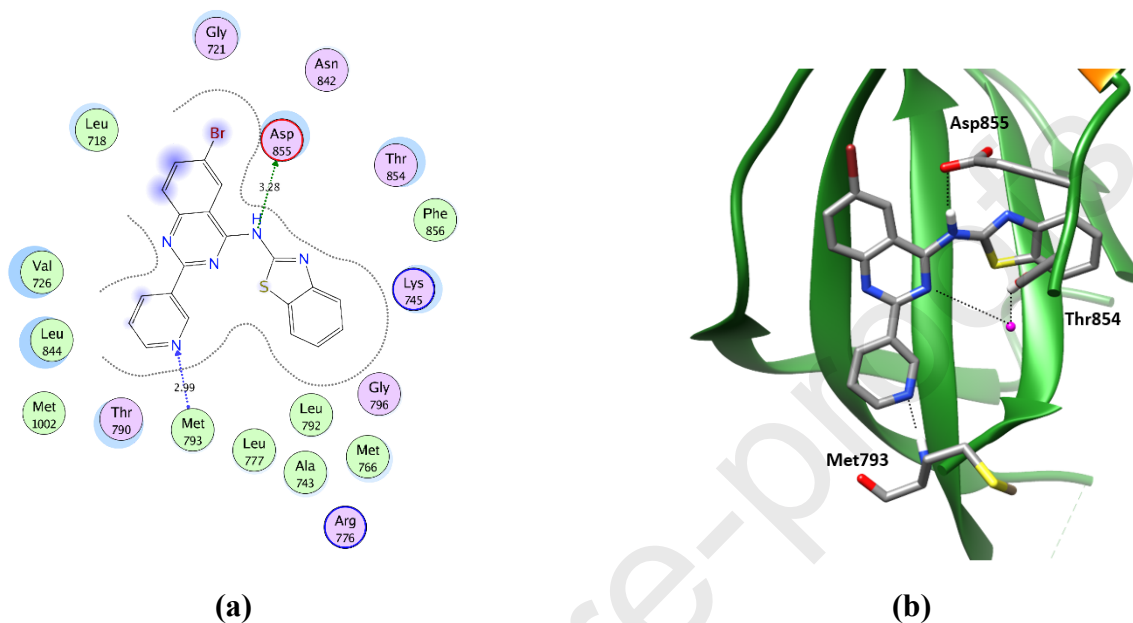 Gly
721
Asn
842
Leu
718
Br
Asp
855
Thr
854
3.28
Phe
856
H
N
N
N
N
S
Val
726
Lys
745
Leu
844
N
2.99
Met
1002
Thr
790
Met
793
Leu
777
Leu
792
Ala
743
Met
766
Gly
796
Arg
776
(a)
Asp855
Thr854
Met793
(b)
fe-proofs